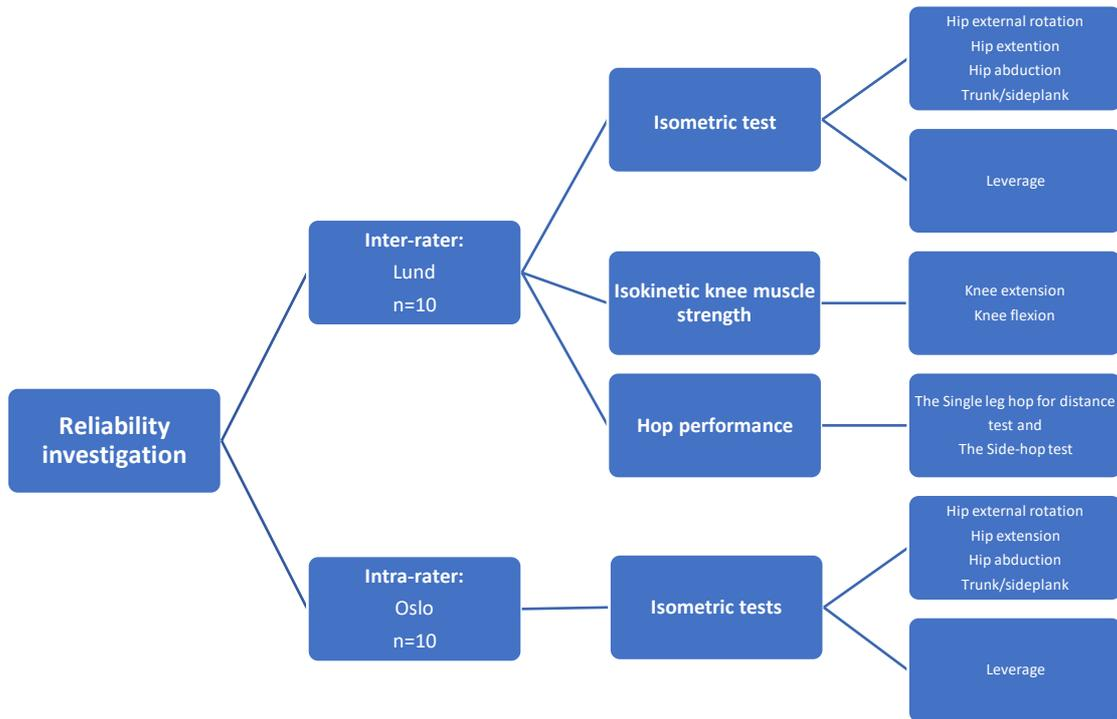 Reliability
investigation
Inter-rater:
Lund
n=10
Isometric test
Hip external rotation
Hip extention
Hip abduction
Trunk/sideplank
Leverage
Isokinetic knee muscle
strength
Knee extension
Knee flexion
Hop performance
The Single leg hop for distance
test and
The Side-hop test
Intra-rater:
Oslo
n=10
Isometric tests
Hip external rotation
Hip extension
Hip abduction
Trunk/sideplank
Leverage